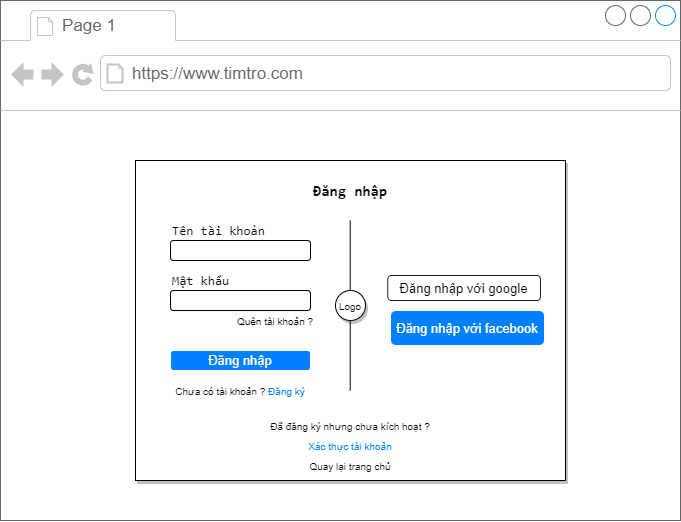 Page 1
https://www.timtro.com
Đăng nhập
Tên tài khoản
Mật khẩu
Quên tài khoản ?
Đăng nhập
Chưa có tài khoản ? Đăng ký
Logo
Đăng nhập với google
Đăng nhập với facebook
Đã đăng ký nhưng chưa kích hoạt ?
Xác thực tài khoản
Quay lại trang chủ